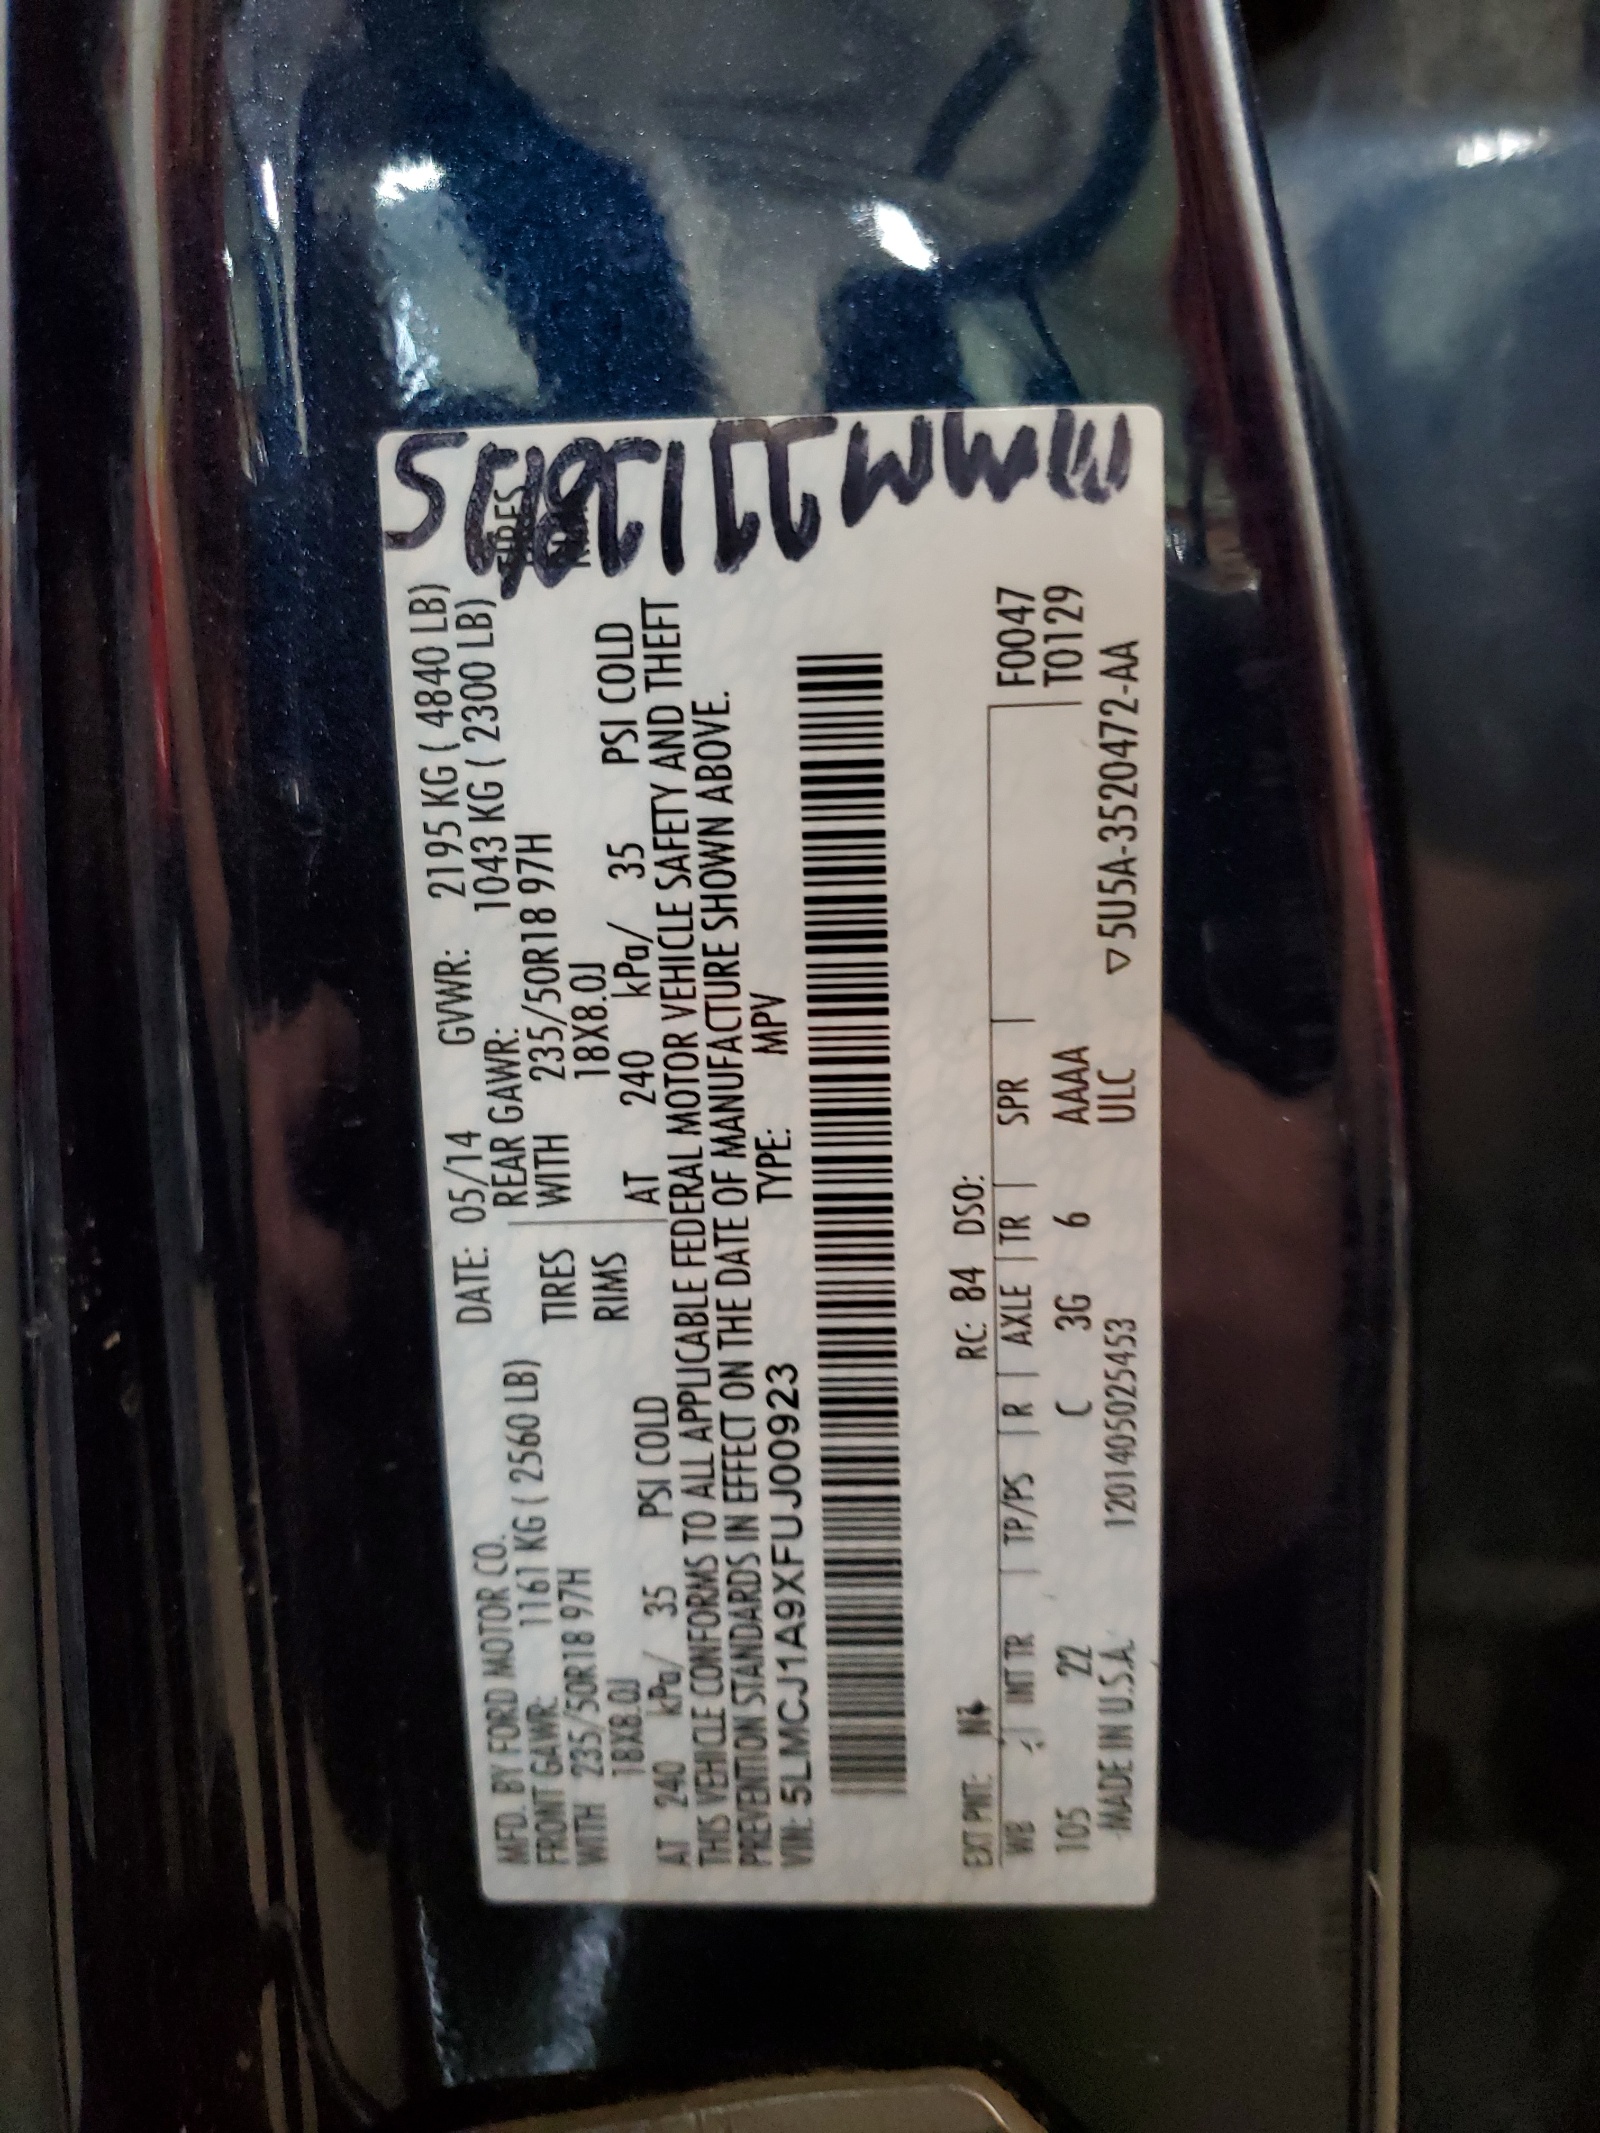 MFD. BY FORD MOTOR CO.
DATE: 05/14 GVWR: 2195 KG ( 4840 LB)
FRONT GAWR: 1161 KG ( 2560 LB) REAR GAWR: 1043 KG ( 2300 LB)
WITH 235/50R18 97H TIRES WITH 235/50R18 97H TIRES
18X8.0J RIMS 18X8.0J
AT 240 kPa/ 35 PSI COLD AT 240 kPa/ 35 PSI COLD
THIS VEHICLE CONFORMS TO ALL APPLICABLE FEDERAL MOTOR VEHICLE SAFETY AND THEFT
PREVENTION STANDARDS IN EFFECT ON THE DATE OF MANUFACTURE SHOWN ABOVE.
VIN: 5LMCJ1A9XFUJ00923 TYPE: MPV
EXT PNT: RC: 84 DSO:
WB INT TR TP/PS R AXLE TR SPR F0047
105 22 C 3G 6 AAAA T0129
MADE IN U.S.A. 1201405025453 ULC ▽5U5A-3520472-AA